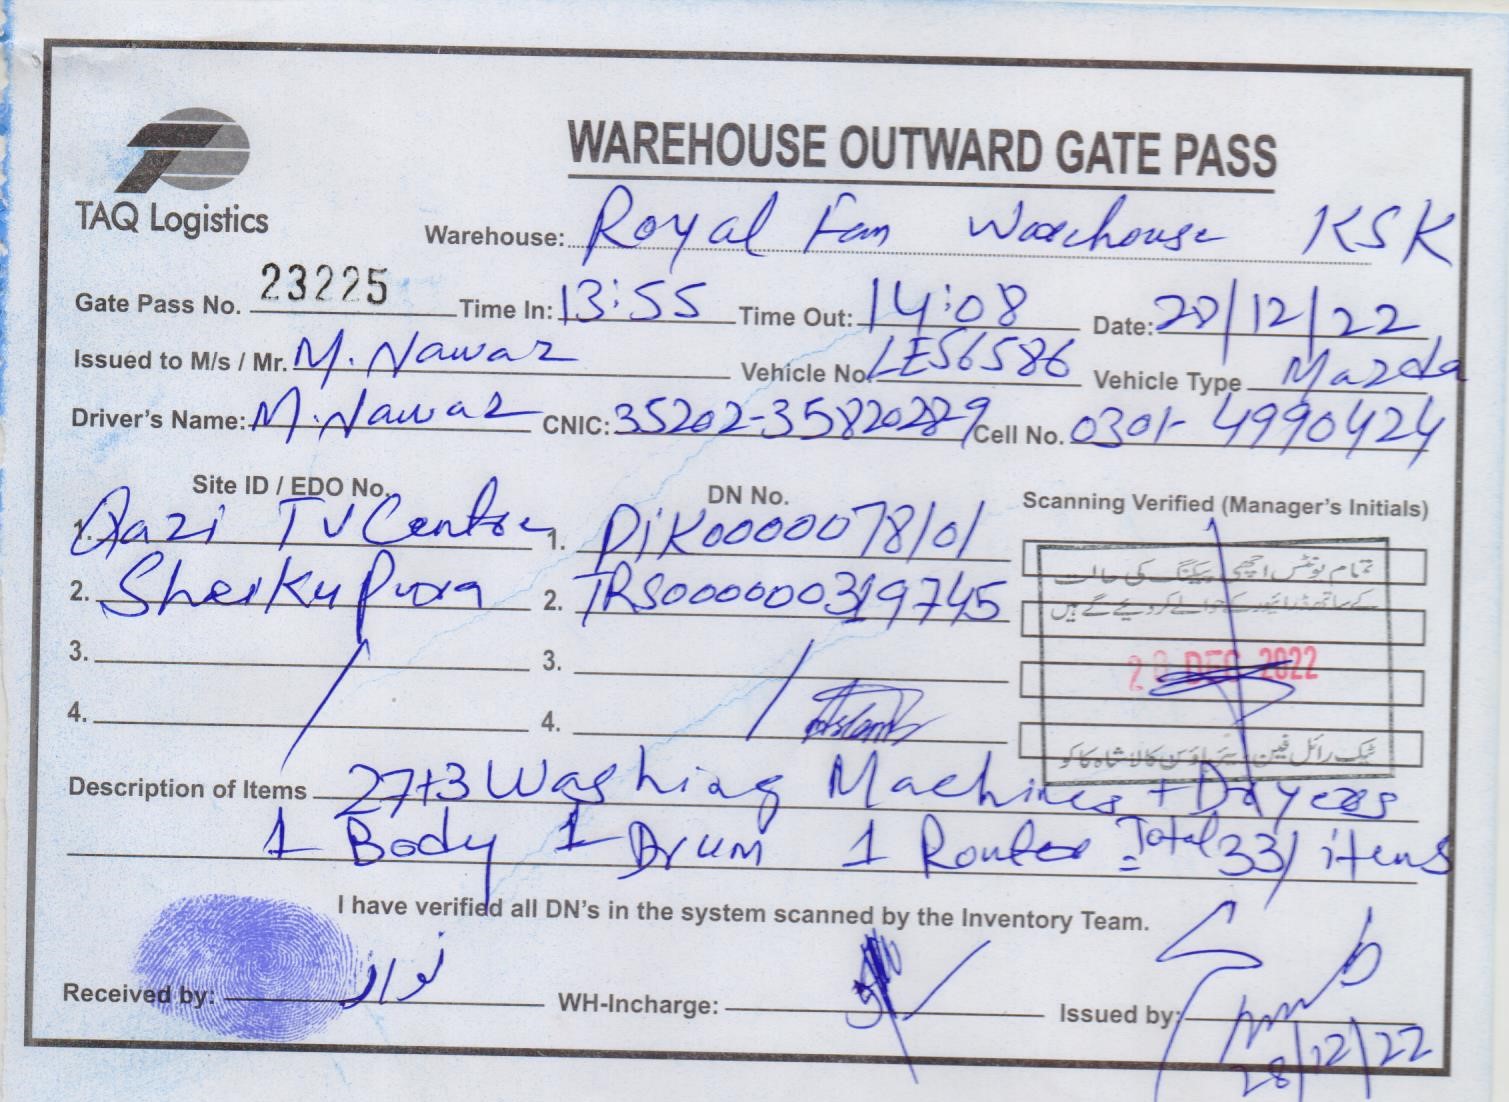 WAREHOUSE OUTWARD GATE PASS
TAQ Logistics
Warehouse: Royal Fan Warehouse KSK
Gate Pass No. 23225 Time In: 13:55 Time Out: 14:08 Date: 28/12/22
Issued to M/s / Mr. M. Nawaz Vehicle No. LES6586 Vehicle Type Mazda
Driver's Name: M. Nawaz CNIC: 35202-35820289 Cell No. 0301-4990424
Site ID / EDO No. DN No. Scanning Verified (Manager's Initials)
1. Qazi TV Centre 1. DIK0000078/01
2. Sheikupura 2. TRS0000000319745
تمام یونٹس اچھی پیکنگ کی حالت
کے ساتھ ڈرائیور کے حوالے کر دیئے گئے ہیں
3. 3.
28 DEC 2022
4. 4.
ٹیک رائل فین ویئر ہاؤس کالا شاہ کاکو
Description of Items 27+3 Washing Machines + Dryers
1 Body 1 Drum 1 Router = Total 33/ items
I have verified all DN's in the system scanned by the Inventory Team.
Received by: نواز WH-Incharge: Issued by:
28/12/22